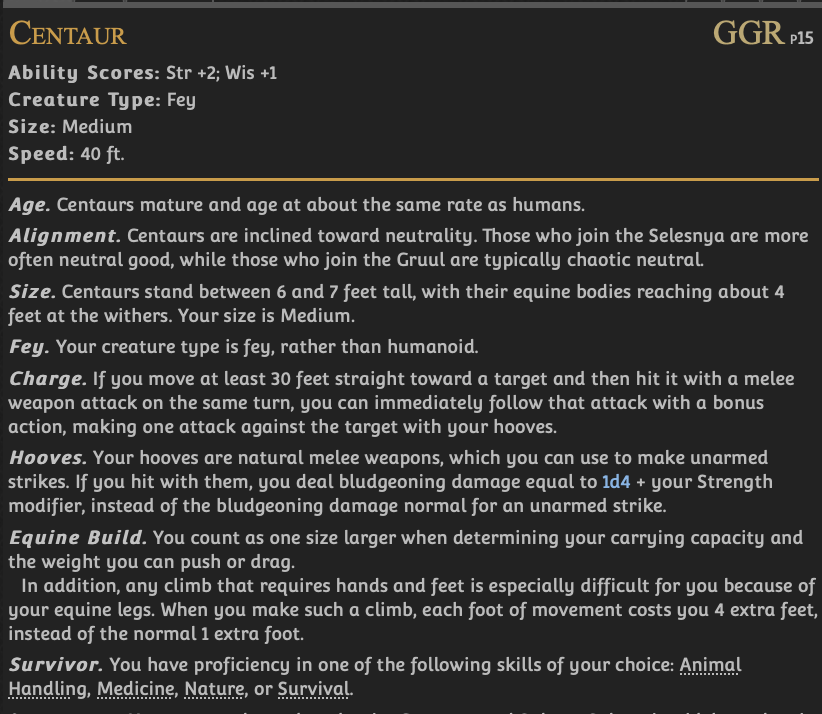 CENTAUR GGR P15
Ability Scores: Str +2; Wis +1
Creature Type: Fey
Size: Medium
Speed: 40 ft.
Age. Centaurs mature and age at about the same rate as humans.
Alignment. Centaurs are inclined toward neutrality. Those who join the Selesnya are more
often neutral good, while those who join the Gruul are typically chaotic neutral.
Size. Centaurs stand between 6 and 7 feet tall, with their equine bodies reaching about 4
feet at the withers. Your size is Medium.
Fey. Your creature type is fey, rather than humanoid.
Charge. If you move at least 30 feet straight toward a target and then hit it with a melee
weapon attack on the same turn, you can immediately follow that attack with a bonus
action, making one attack against the target with your hooves.
Hooves. Your hooves are natural melee weapons, which you can use to make unarmed
strikes. If you hit with them, you deal bludgeoning damage equal to 1d4 + your Strength
modifier, instead of the bludgeoning damage normal for an unarmed strike.
Equine Build. You count as one size larger when determining your carrying capacity and
the weight you can push or drag.
In addition, any climb that requires hands and feet is especially difficult for you because of
your equine legs. When you make such a climb, each foot of movement costs you 4 extra feet,
instead of the normal 1 extra foot.
Survivor. You have proficiency in one of the following skills of your choice: Animal
Handling, Medicine, Nature, or Survival.